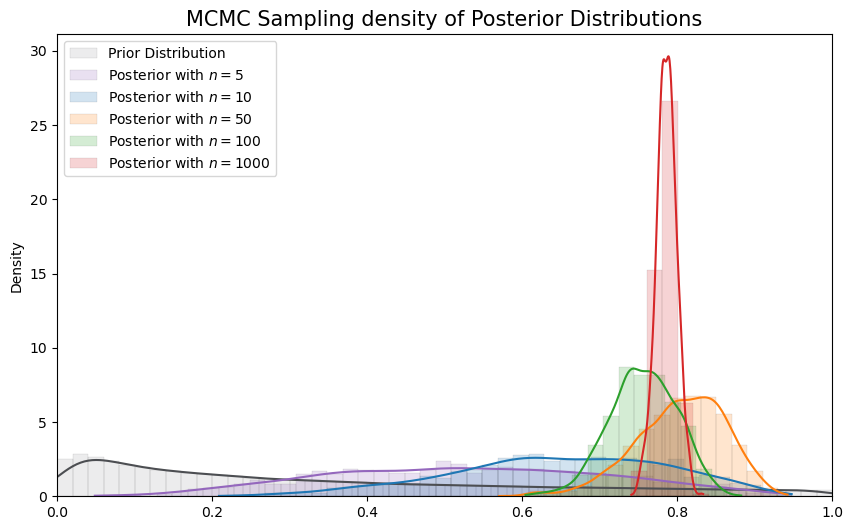 MCMC Sampling density of Posterior Distributions
Prior Distribution
Posterior with n = 5
Posterior with n = 10
Posterior with n = 50
Posterior with n = 100
Posterior with n = 1000
Density
30
25
20
15
10
5
0
0.0 0.2 0.4 0.6 0.8 1.0